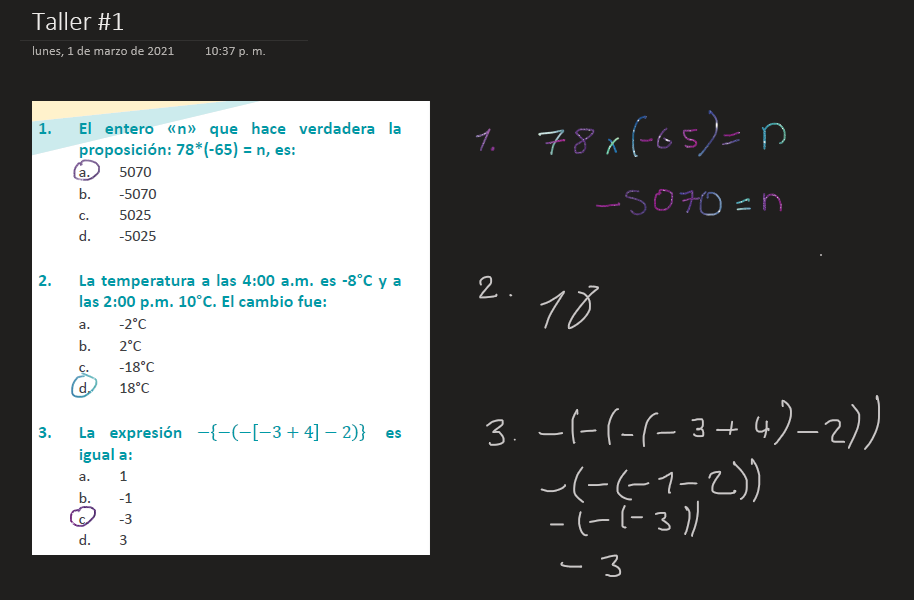 Taller #1
lunes, 1 de marzo de 2021 10:37 p. m.
1. El entero «n» que hace verdadera la
proposición: 78*(-65) = n, es:
a. 5070
b. -5070
c. 5025
d. -5025
2. La temperatura a las 4:00 a.m. es -8°C y a
las 2:00 p.m. 10°C. El cambio fue:
a. -2°C
b. 2°C
c. -18°C
d. 18°C
3. La expresión −{−(−[−3 + 4] − 2)} es
igual a:
a. 1
b. -1
c. -3
d. 3
1. 78 x (-65) = n
-5070 = n
2. 18
3. -(-(-(-3+4)-2))
-(-(-1-2))
-(-(-3))
-3